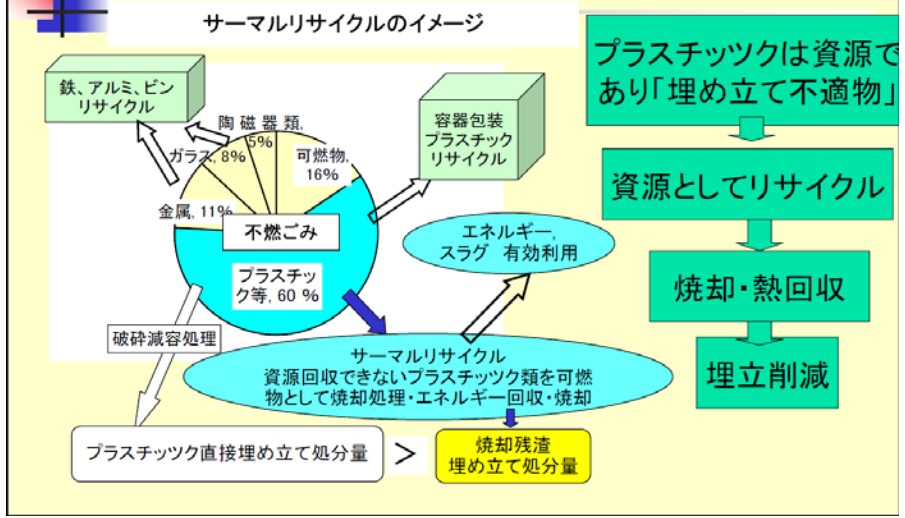 サーマルリサイクルのイメージ
鉄、アルミ、ビン
リサイクル
陶磁器類,
5%
ガラス, 8%
可燃物,
16%
金属, 11%
不燃ごみ
プラスチッ
ク等, 60 %
容器包装
プラスチック
リサイクル
エネルギー,
スラグ 有効利用
破砕減容処理
サーマルリサイクル
資源回収できないプラスチッツク類を可燃
物として焼却処理・エネルギー回収・焼却
プラスチッツク直接埋め立て処分量
>
焼却残渣
埋め立て処分量
プラスチッツクは資源で
あり「埋め立て不適物」
資源としてリサイクル
焼却・熱回収
埋立削減